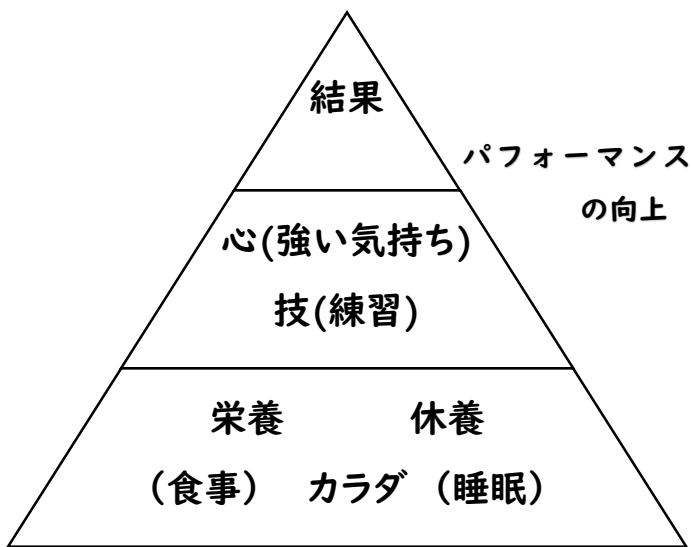 結果
パフォーマンス
の向上
心(強い気持ち)
技(練習)
栄養 休養
(食事) カラダ (睡眠)